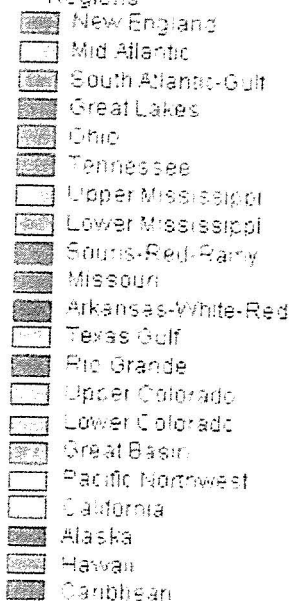 Regions
New England
Mid Atlantic
South Atlantic-Gulf
Great Lakes
Ohio
Tennessee
Upper Mississippi
Lower Mississippi
Souris-Red-Rainy
Missouri
Arkansas-White-Red
Texas Gulf
Rio Grande
Upper Colorado
Lower Colorado
Great Basin
Pacific Northwest
California
Alaska
Hawaii
Caribbean